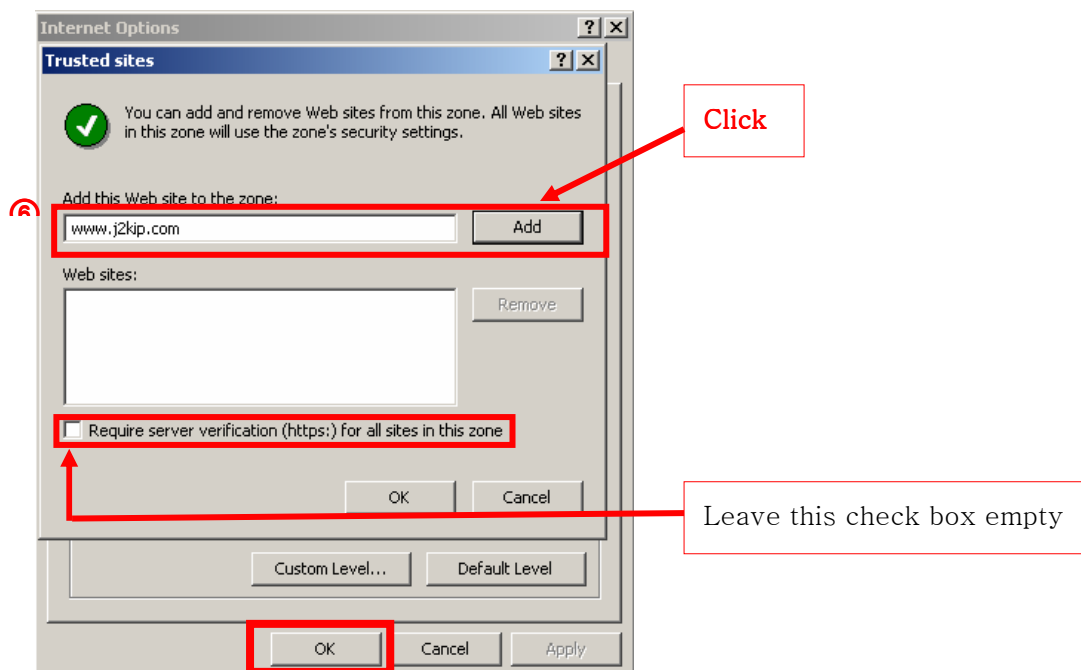 Internet Options
Trusted sites
You can add and remove Web sites from this zone. All Web sites
in this zone will use the zone's security settings.
Click
Add this Web site to the zone:
⑥
www.j2kip.com
Add
Web sites:
Remove
Require server verification (https:) for all sites in this zone
OK
Cancel
Leave this check box empty
Custom Level...
Default Level
OK
Cancel
Apply